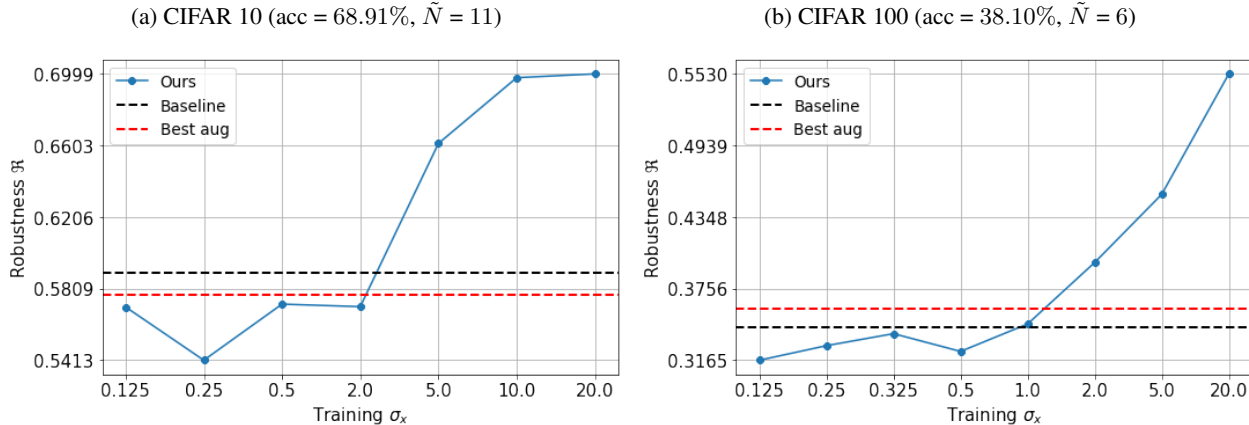 (a) CIFAR 10 (acc = 68.91%, Ñ = 11)
0.6999
0.6603
0.6206
0.5809
0.5413
Robustness ℜ
Ours
Baseline
Best aug
0.125 0.25 0.5 2.0 5.0 10.0 20.0
Training σₓ
(b) CIFAR 100 (acc = 38.10%, Ñ = 6)
0.5530
0.4939
0.4348
0.3756
0.3165
Robustness ℜ
Ours
Baseline
Best aug
0.125 0.25 0.325 0.5 1.0 2.0 5.0 20.0
Training σₓ